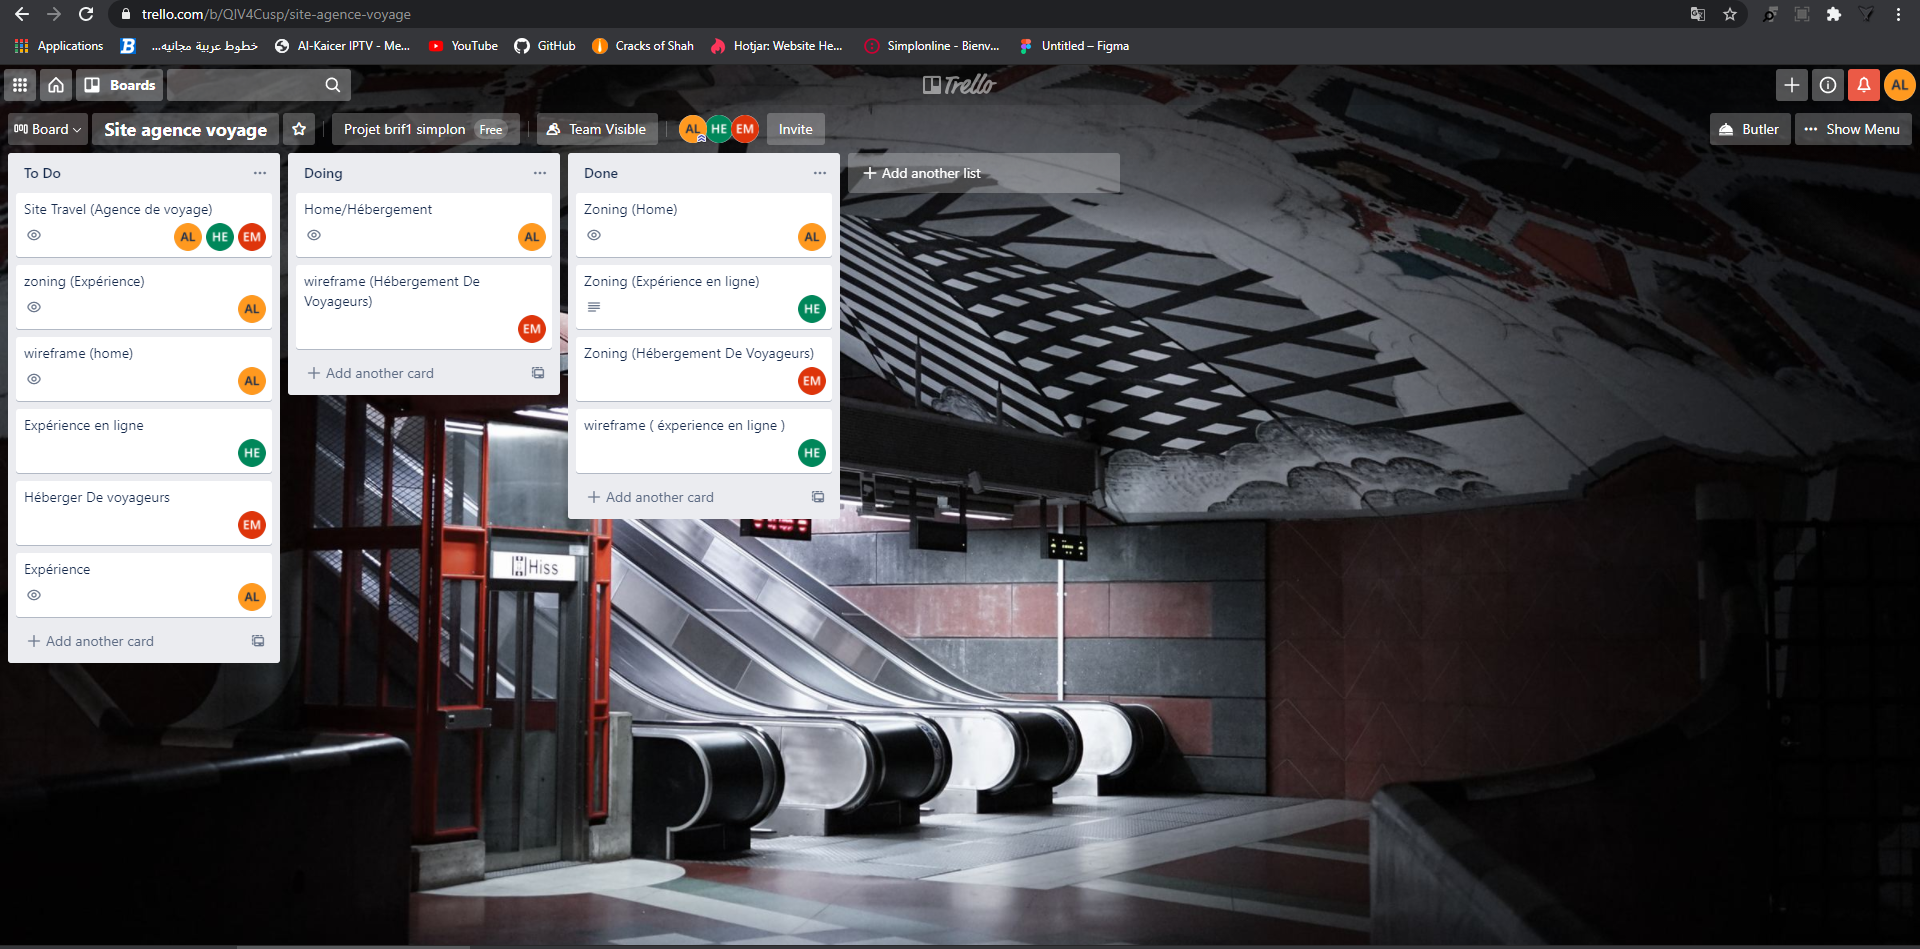 trello.com/b/QIV4Cusp/site-agence-voyage
Applications
خطوط عربية مجانيه...
Al-Kaicer IPTV - Me...
YouTube
GitHub
Cracks of Shah
Hotjar: Website He...
Simplonline - Bienv...
Untitled – Figma
Boards
Trello
AL
Board
Site agence voyage
Projet brif1 simplon
Free
Team Visible
AL
HE
EM
Invite
Butler
Show Menu
To Do
Site Travel (Agence de voyage)
AL
HE
EM
zoning (Expérience)
AL
wireframe (home)
AL
Expérience en ligne
HE
Héberger De voyageurs
EM
Expérience
AL
Add another card
Doing
Home/Hébergement
AL
wireframe (Hébergement De
Voyageurs)
EM
Add another card
Done
Zoning (Home)
AL
Zoning (Expérience en ligne)
HE
Zoning (Hébergement De Voyageurs)
EM
wireframe ( éxperience en ligne )
HE
Add another card
Add another list
Hiss